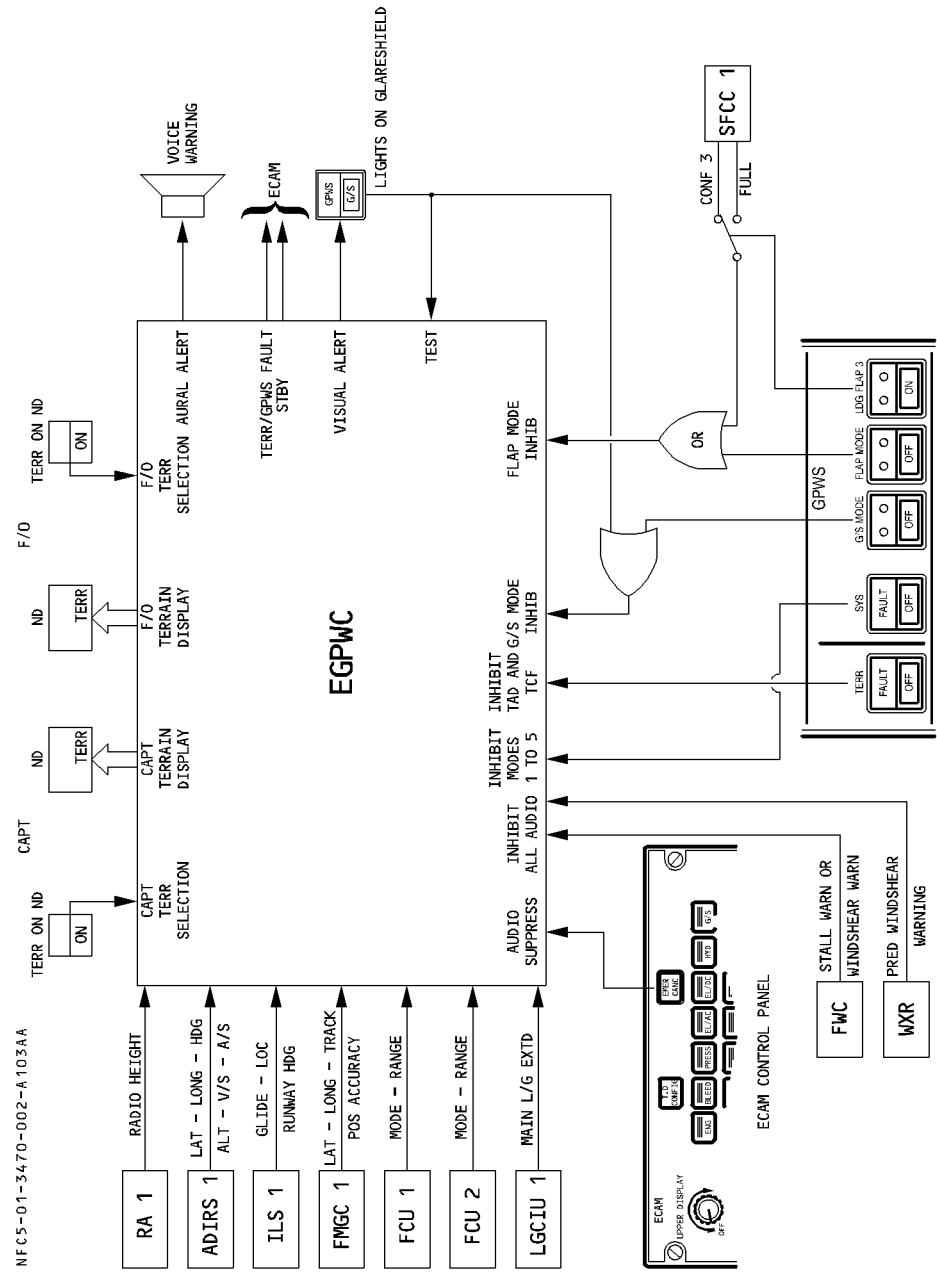 NFC5-01-3470-002-A103AA
CAPT
F/O
TERR ON ND
ON
ND
TERR
ND
TERR
TERR ON ND
ON
CAPT
TERR
SELECTION
CAPT
TERRAIN
DISPLAY
F/O
TERRAIN
DISPLAY
F/O
TERR
SELECTION
RA 1
RADIO HEIGHT
ADIRS 1
LAT - LONG - HDG
ALT - V/S - A/S
ILS 1
GLIDE - LOC
RUNWAY HDG
FMGC 1
LAT - LONG - TRACK
POS ACCURACY
FCU 1
MODE - RANGE
FCU 2
MODE - RANGE
LGCIU 1
MAIN L/G EXTD
EGPWC
AURAL ALERT
VOICE
WARNING
TERR/GPWS FAULT
STBY
ECAM
VISUAL ALERT
GPWS
G/S
LIGHTS ON GLARESHIELD
TEST
AUDIO
SUPPRESS
INHIBIT
ALL AUDIO
INHIBIT
MODES
1 TO 5
INHIBIT
TAD AND
TCF
G/S MODE
INHIB
FLAP MODE
INHIB
OR
CONF 3
FULL
SFCC 1
ECAM
UPPER DISPLAY
OFF
T.O
CONFIG
EMER
CANC
ENG
BLEED
PRESS
EL/AC
EL/DC
HYD
G/S
ECAM CONTROL PANEL
FWC
STALL WARN OR
WINDSHEAR WARN
WXR
PRED WINDSHEAR
WARNING
GPWS
TERR
FAULT
OFF
SYS
FAULT
OFF
G/S MODE
OFF
FLAP MODE
OFF
LDG FLAP 3
ON